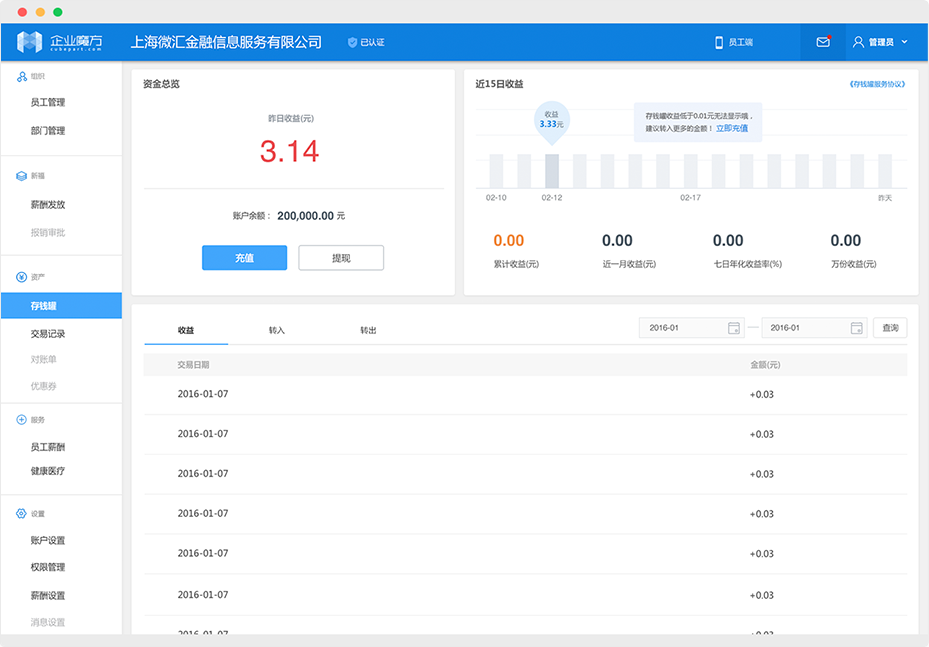 企业魔方
cubepart.com
上海微汇金融信息服务有限公司
已认证
员工端
管理员
组织
员工管理
部门管理
新福
薪酬发放
报销审批
资产
存钱罐
交易记录
对账单
优惠券
服务
员工薪酬
健康医疗
设置
账户设置
权限管理
薪酬设置
消息设置
资金总览
昨日收益(元)
3.14
账户余额： 200,000.00 元
充值
提现
近15日收益
《存钱罐服务协议》
收益
3.33元
存钱罐收益低于0.01元无法显示哦，
建议转入更多的金额！ 立即充值
02-10
02-12
02-17
昨天
0.00
累计收益(元)
0.00
近一月收益(元)
0.00
七日年化收益率(%)
0.00
万份收益(元)
收益
转入
转出
2016-01
2016-01
查询
交易日期 金额(元)
2016-01-07 +0.03
2016-01-07 +0.03
2016-01-07 +0.03
2016-01-07 +0.03
2016-01-07 +0.03
2016-01-07 +0.03
2016-01-07 +0.03